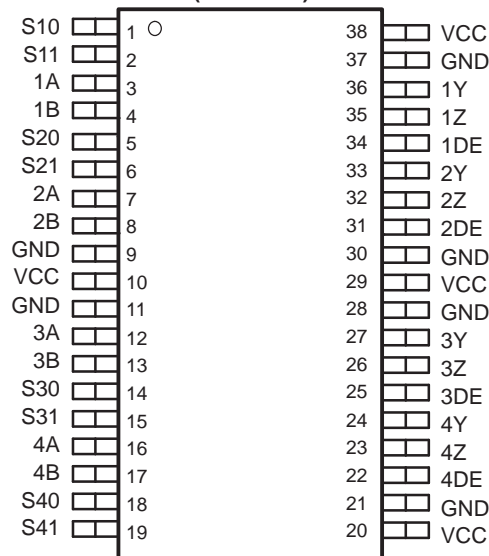 S10 1 38 VCC
S11 2 37 GND
1A 3 36 1Y
1B 4 35 1Z
S20 5 34 1DE
S21 6 33 2Y
2A 7 32 2Z
2B 8 31 2DE
GND 9 30 GND
VCC 10 29 VCC
GND 11 28 GND
3A 12 27 3Y
3B 13 26 3Z
S30 14 25 3DE
S31 15 24 4Y
4A 16 23 4Z
4B 17 22 4DE
S40 18 21 GND
S41 19 20 VCC